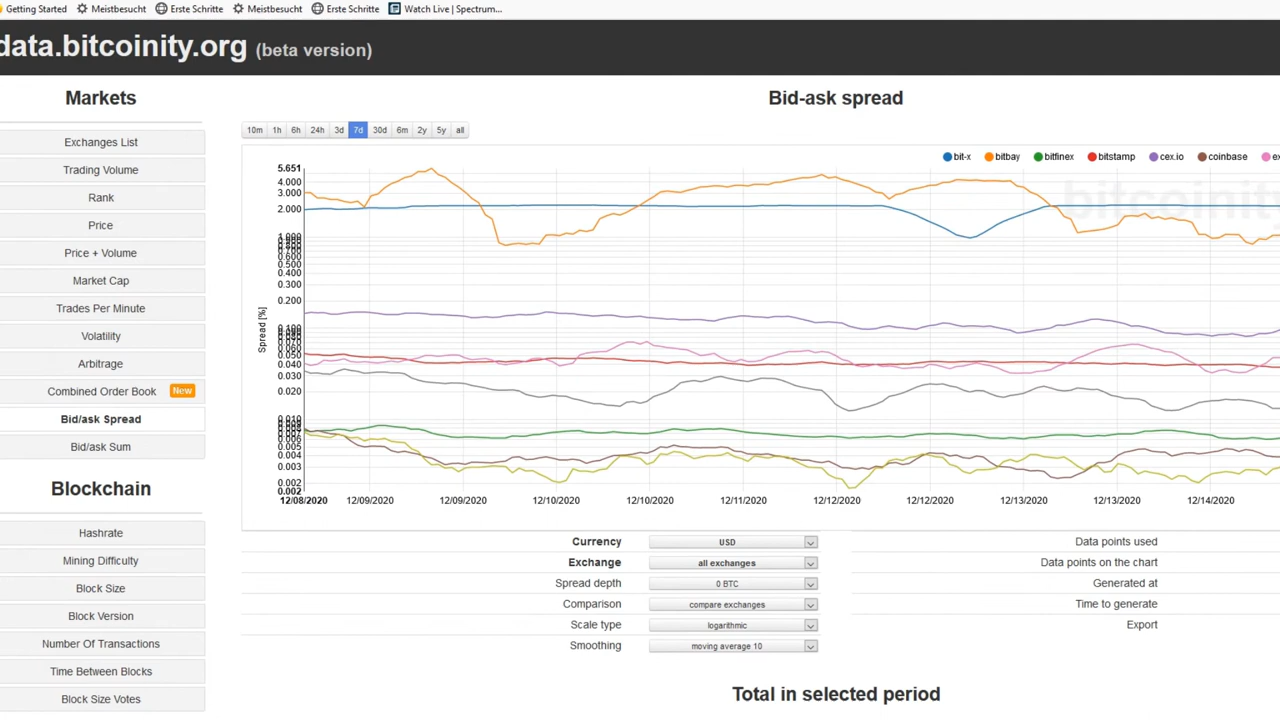 Getting Started Meistbesucht Erste Schritte Meistbesucht Erste Schritte Watch Live | Spectrum...
data.bitcoinity.org (beta version)
Markets
Exchanges List
Trading Volume
Rank
Price
Price + Volume
Market Cap
Trades Per Minute
Volatility
Arbitrage
Combined Order Book New
Bid/ask Spread
Bid/ask Sum
Blockchain
Hashrate
Mining Difficulty
Block Size
Block Version
Number Of Transactions
Time Between Blocks
Block Size Votes
Bid-ask spread
10m 1h 6h 24h 3d 7d 30d 6m 2y 5y all
bit-x bitbay bitfinex bitstamp cex.io coinbase ex
bitcoinity
Spread [%]
5.651
4.000
3.000
2.000
1.000
0.600
0.400
0.300
0.200
0.100
0.050
0.040
0.030
0.020
0.010
0.006
0.004
0.003
0.002
0.002
12/08/2020 12/09/2020 12/09/2020 12/10/2020 12/10/2020 12/11/2020 12/12/2020 12/12/2020 12/13/2020 12/13/2020 12/14/2020
Currency USD
Exchange all exchanges
Spread depth 0 BTC
Comparison compare exchanges
Scale type logarithmic
Smoothing moving average 10
Data points used
Data points on the chart
Generated at
Time to generate
Export
Total in selected period